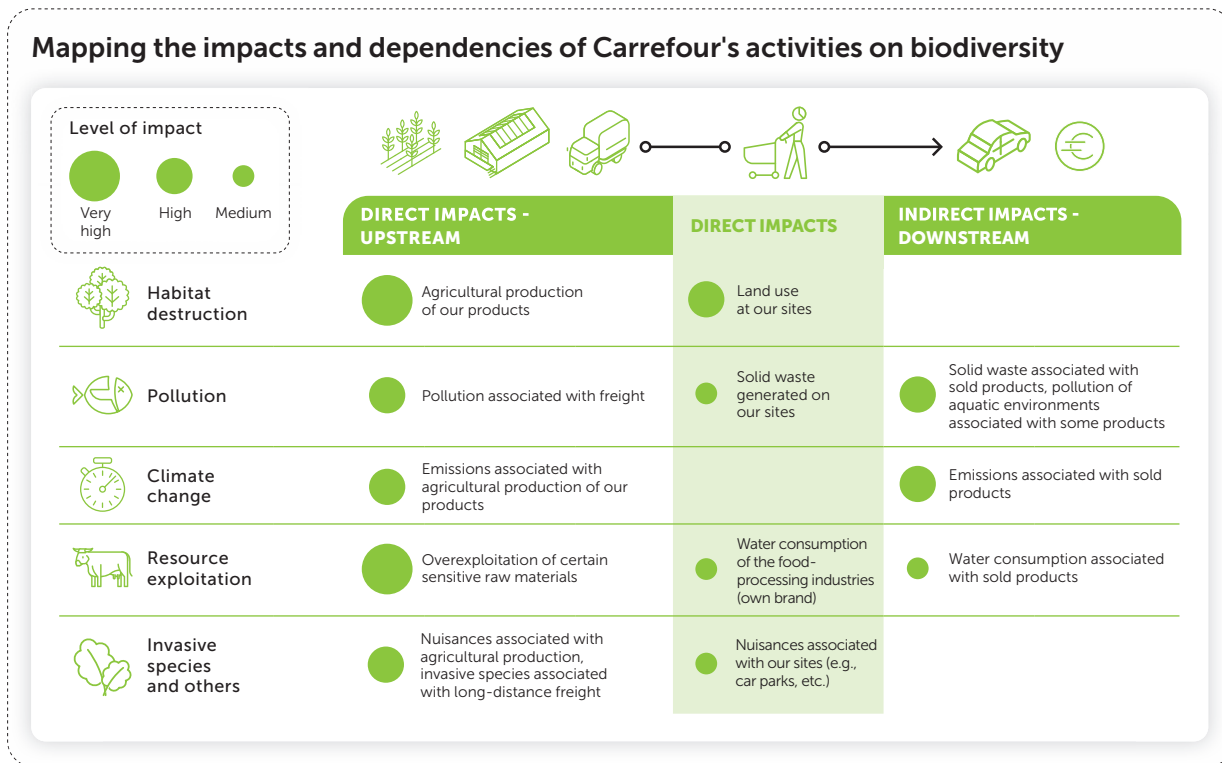 Mapping the impacts and dependencies of Carrefour's activities on biodiversity
Level of impact
Very
high
High
Medium
DIRECT IMPACTS -
UPSTREAM
DIRECT IMPACTS
INDIRECT IMPACTS -
DOWNSTREAM
Habitat
destruction
Agricultural production
of our products
Land use
at our sites
Pollution
Pollution associated with freight
Solid waste
generated on
our sites
Solid waste associated with
sold products, pollution of
aquatic environments
associated with some products
Climate
change
Emissions associated with
agricultural production of our
products
Emissions associated with sold
products
Resource
exploitation
Overexploitation of certain
sensitive raw materials
Water consumption
of the food-
processing industries
(own brand)
Water consumption associated
with sold products
Invasive
species
and others
Nuisances associated with
agricultural production,
invasive species associated
with long-distance freight
Nuisances associated
with our sites (e.g.,
car parks, etc.)